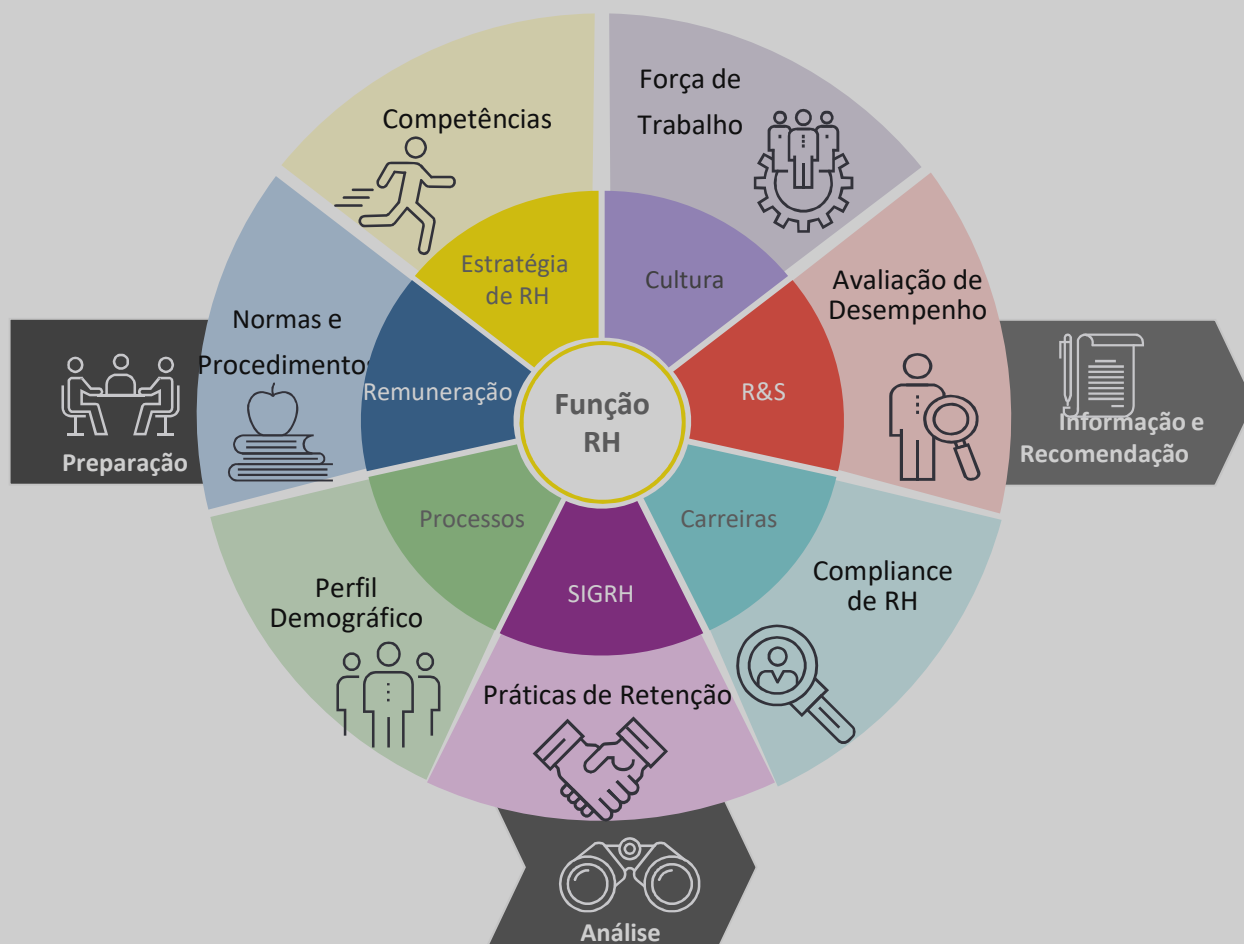 Força de
Trabalho
Competências
Estratégia
de RH
Cultura
Avaliação de
Desempenho
Normas e
Procedimentos
Remuneração
R&S
Função
RH
Preparação
Informação e
Recomendação
Processos
Carreiras
Perfil
Demográfico
SIGRH
Compliance
de RH
Práticas de Retenção
Análise